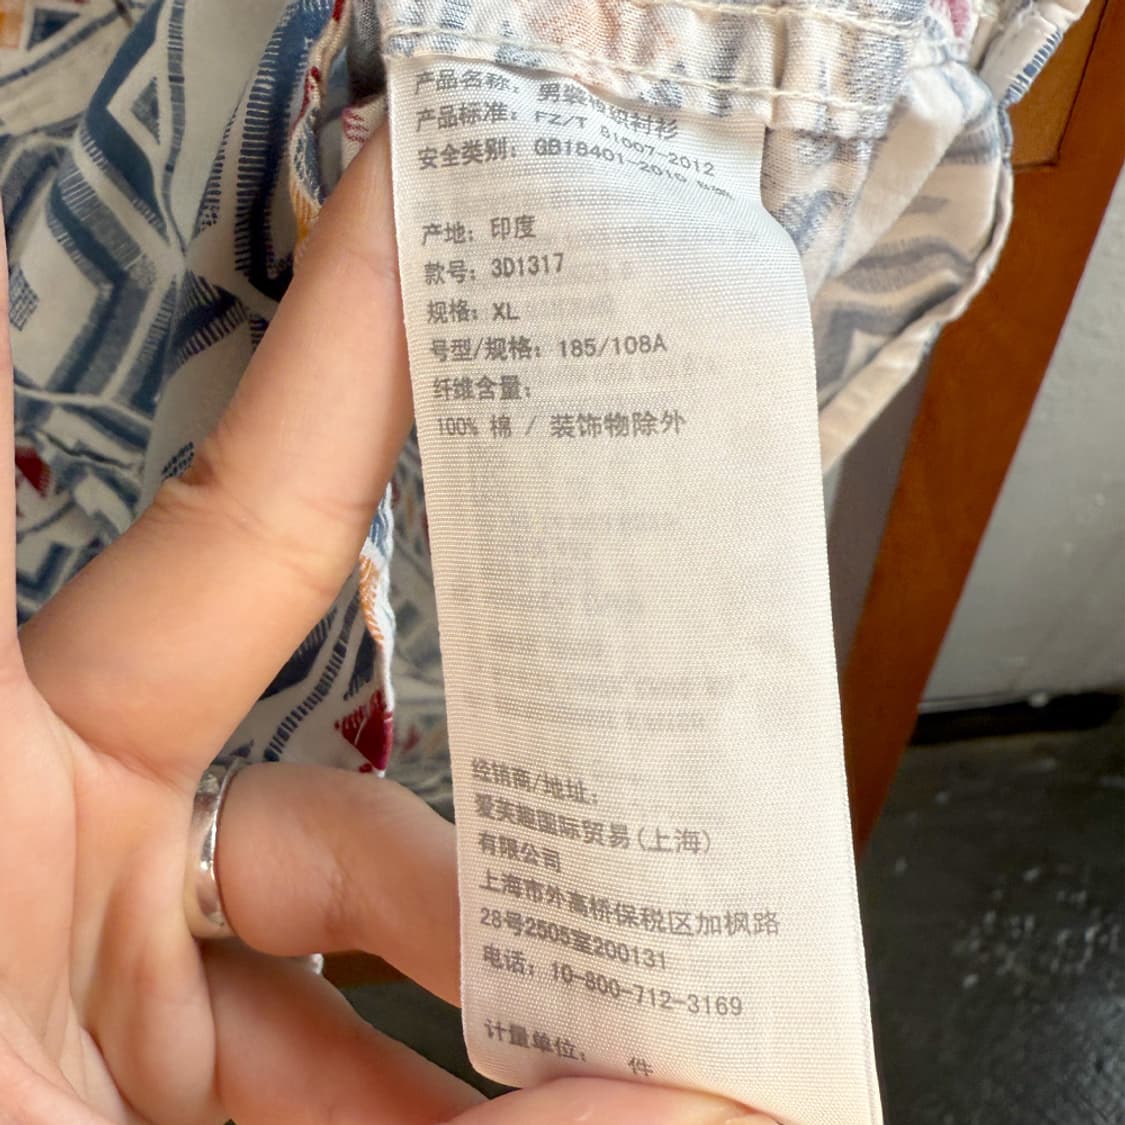 产品名称: 男装梭织衬衫
产品标准: FZ/T 81007-2012
安全类别: GB18401-2010
产地: 印度
款号: 3D1317
规格: XL
号型/规格: 185/108A
纤维含量:
100% 棉 / 装饰物除外
经销商/地址:
爱芙趣国际贸易(上海)
有限公司
上海市外高桥保税区加枫路
28号2505室200131
电话: 10-800-712-3169
计量单位: 件